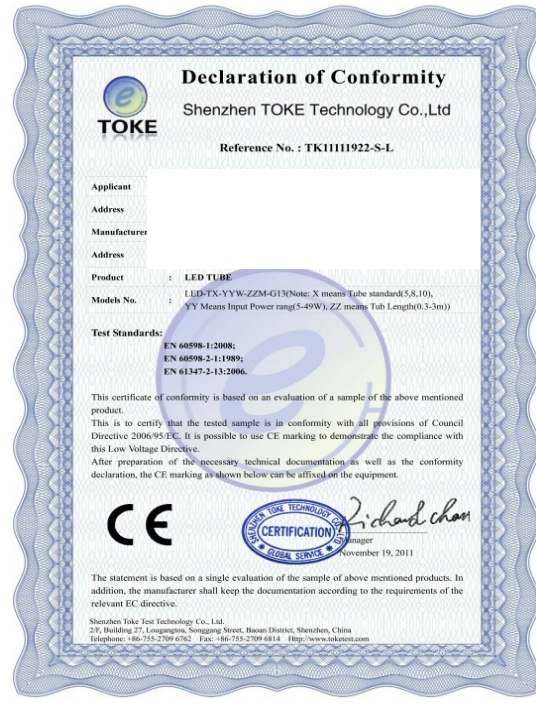 Declaration of Conformity
e
TOKE
Shenzhen TOKE Technology Co.,Ltd
Reference No. : TK11111922-S-L
Applicant
Address
Manufacturer
Address
Product : LED TUBE
Models No. : LED-TX-YYW-ZZM-G13(Note: X means Tube standard(5,8,10),
YY Means Input Power rang(5-49W), ZZ means Tub Length(0.3-3m))
Test Standards:
EN 60598-1:2008;
EN 60598-2-1:1989;
EN 61347-2-13:2006.
This certificate of conformity is based on an evaluation of a sample of the above mentioned
product.
This is to certify that the tested sample is in conformity with all provisions of Council
Directive 2006/95/EC. It is possible to use CE marking to demonstrate the compliance with
this Low Voltage Directive.
After preparation of the necessary technical documentation as well as the conformity
declaration, the CE marking as shown below can be affixed on the equipment.
CE
SHENZHEN TOKE TECHNOLOGY CO.,LTD
CERTIFICATION
GLOBAL SERVICE
Richard chan
Manager
November 19, 2011
The statement is based on a single evaluation of the sample of above mentioned products. In
addition, the manufacturer shall keep the documentation according to the requirements of the
relevant EC directive.
Shenzhen Toke Test Technology Co., Ltd.
2/F, Building 27, Lougangtou, Songgang Street, Baoan District, Shenzhen, China
Telephone: +86-755-2709 6762 Fax: +86-755-2709 6814 Http://www.toketest.com